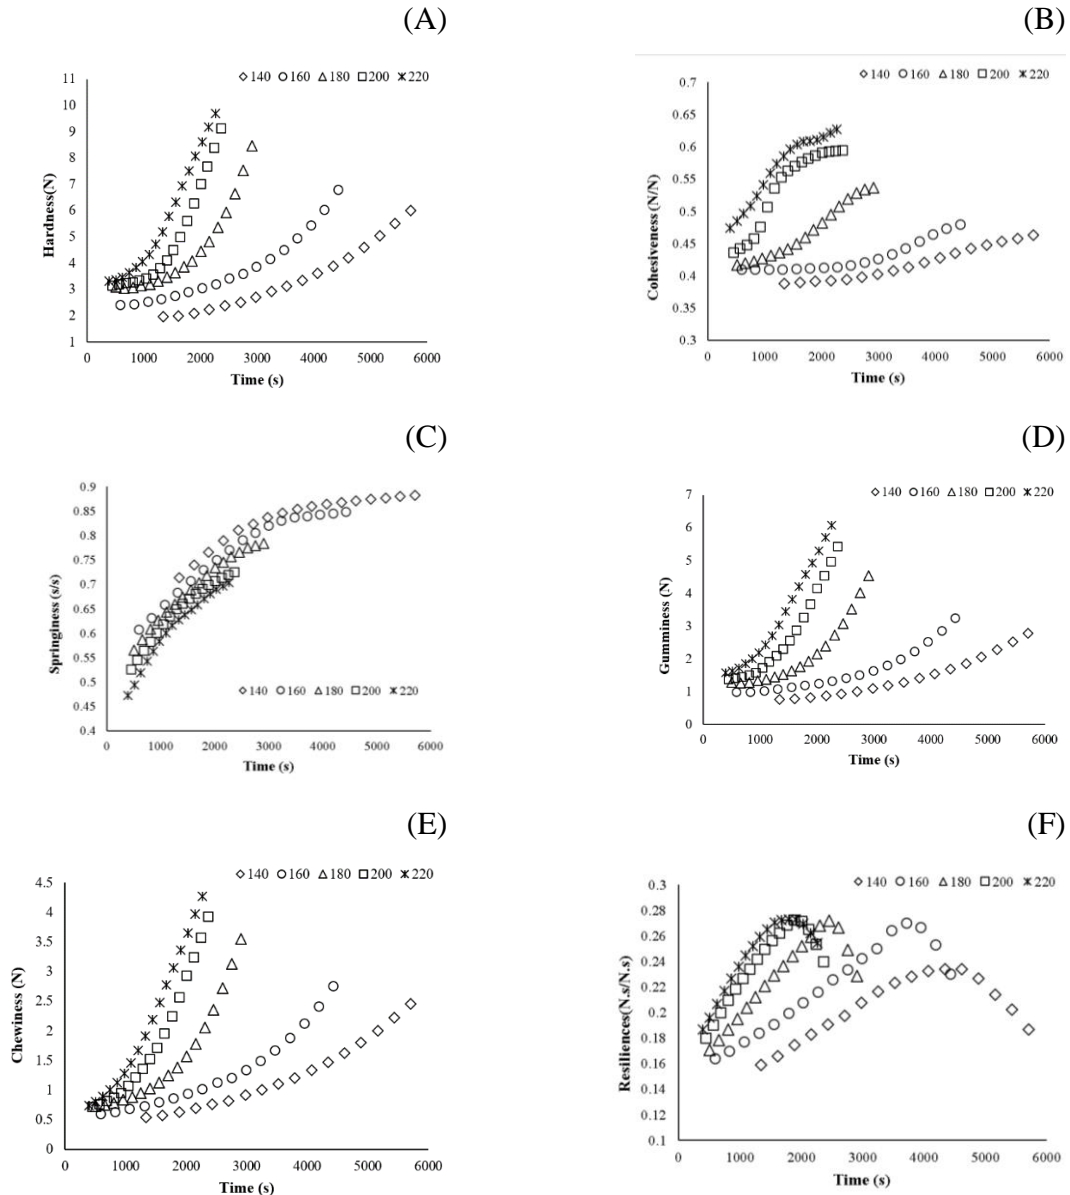 (A)
140 160 180 200 220
11
10
9
8
7
6
5
4
3
2
1
Hardness(N)
0 1000 2000 3000 4000 5000 6000
Time (s)
(B)
140 160 180 200 220
0.7
0.65
0.6
0.55
0.5
0.45
0.4
0.35
0.3
Cohesiveness (N/N)
0 1000 2000 3000 4000 5000 6000
Time (s)
(C)
0.9
0.85
0.8
0.75
0.7
0.65
0.6
0.55
0.5
0.45
0.4
Springiness (s/s)
140 160 180 200 220
0 1000 2000 3000 4000 5000 6000
Time (s)
(D)
140 160 180 200 220
7
6
5
4
3
2
1
0
Gumminess (N)
0 1000 2000 3000 4000 5000 6000
Time (s)
(E)
140 160 180 200 220
4.5
4
3.5
3
2.5
2
1.5
1
0.5
0
Chewiness (N)
0 1000 2000 3000 4000 5000 6000
Time (s)
(F)
140 160 180 200 220
0.3
0.28
0.26
0.24
0.22
0.2
0.18
0.16
0.14
0.12
0.1
Resiliences(N.s/N.s)
0 1000 2000 3000 4000 5000 6000
Time (s)